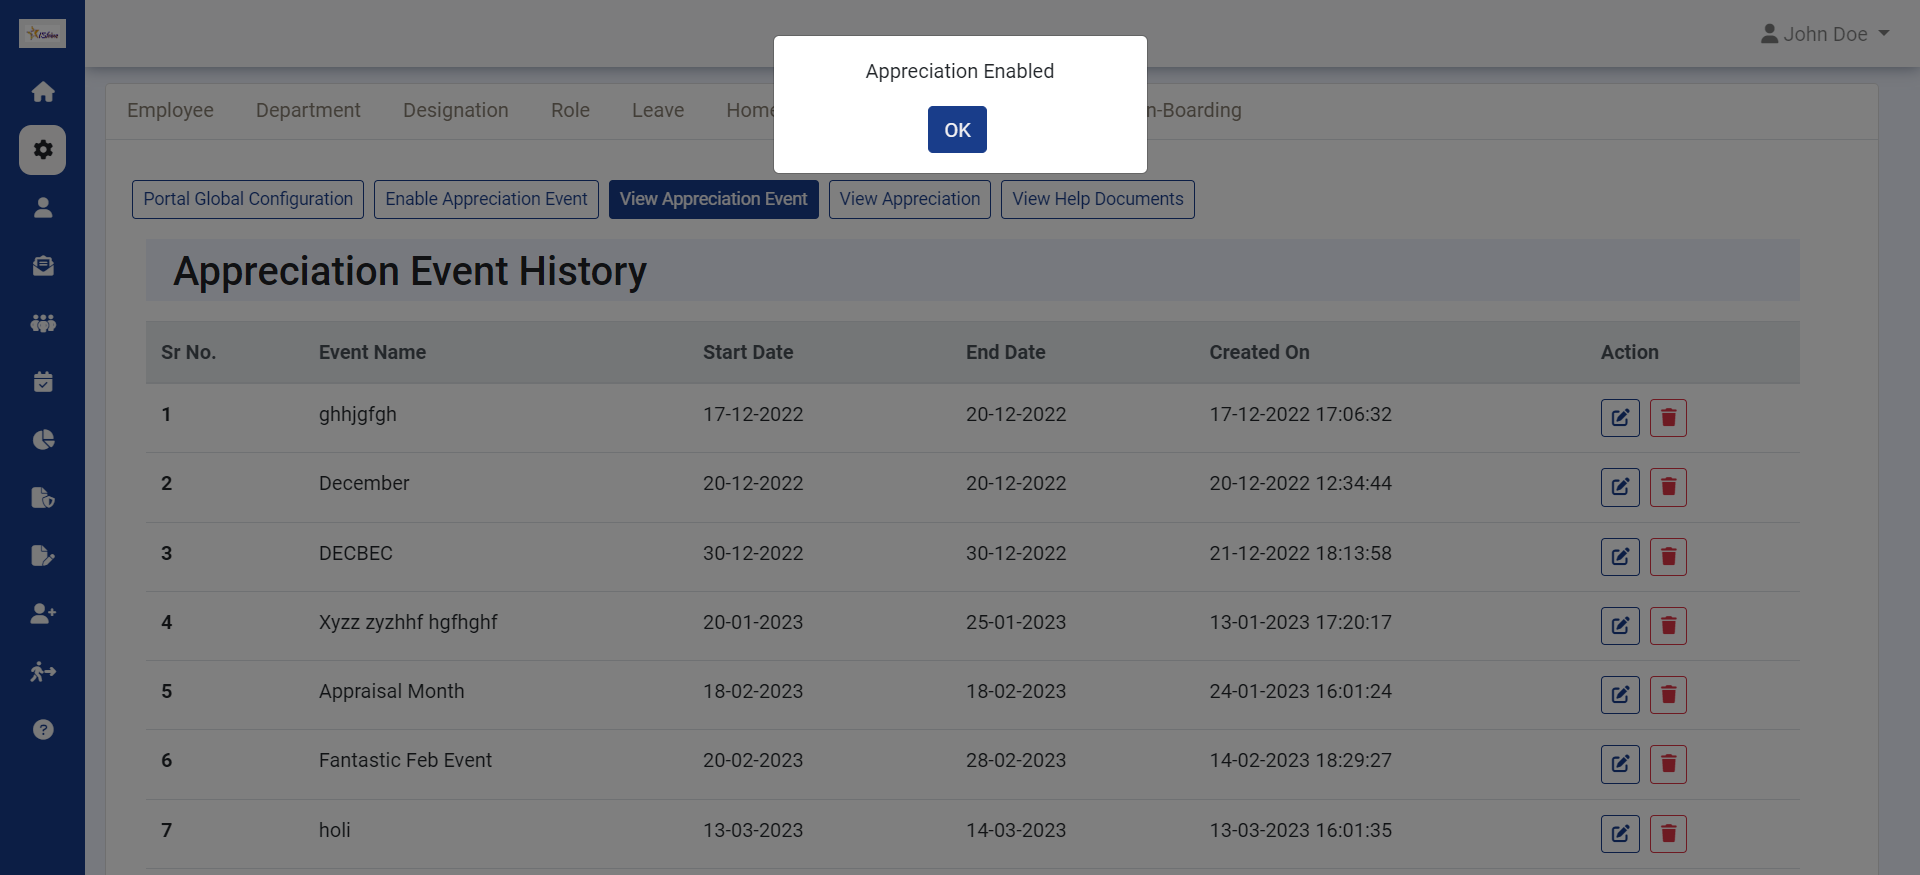 iShine
John Doe
Appreciation Enabled
OK
Employee Department Designation Role Leave Home n-Boarding
Portal Global Configuration Enable Appreciation Event View Appreciation Event View Appreciation View Help Documents
Appreciation Event History
Sr No. Event Name Start Date End Date Created On Action
1 ghhjgfgh 17-12-2022 20-12-2022 17-12-2022 17:06:32
2 December 20-12-2022 20-12-2022 20-12-2022 12:34:44
3 DECBEC 30-12-2022 30-12-2022 21-12-2022 18:13:58
4 Xyzz zyzhhf hgfhghf 20-01-2023 25-01-2023 13-01-2023 17:20:17
5 Appraisal Month 18-02-2023 18-02-2023 24-01-2023 16:01:24
6 Fantastic Feb Event 20-02-2023 28-02-2023 14-02-2023 18:29:27
7 holi 13-03-2023 14-03-2023 13-03-2023 16:01:35